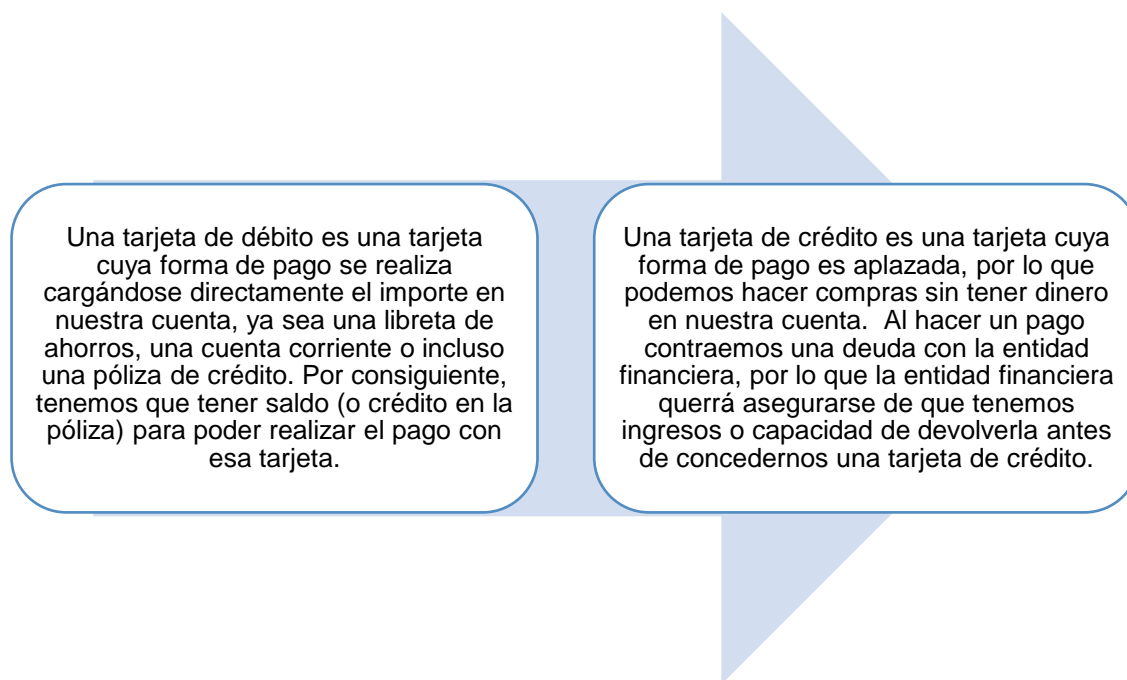 Una tarjeta de débito es una tarjeta
cuya forma de pago se realiza
cargándose directamente el importe en
nuestra cuenta, ya sea una libreta de
ahorros, una cuenta corriente o incluso
una póliza de crédito. Por consiguiente,
tenemos que tener saldo (o crédito en la
póliza) para poder realizar el pago con
esa tarjeta.
Una tarjeta de crédito es una tarjeta cuya
forma de pago es aplazada, por lo que
podemos hacer compras sin tener dinero
en nuestra cuenta.  Al hacer un pago
contraemos una deuda con la entidad
financiera, por lo que la entidad financiera
querrá asegurarse de que tenemos
ingresos o capacidad de devolverla antes
de concedernos una tarjeta de crédito.